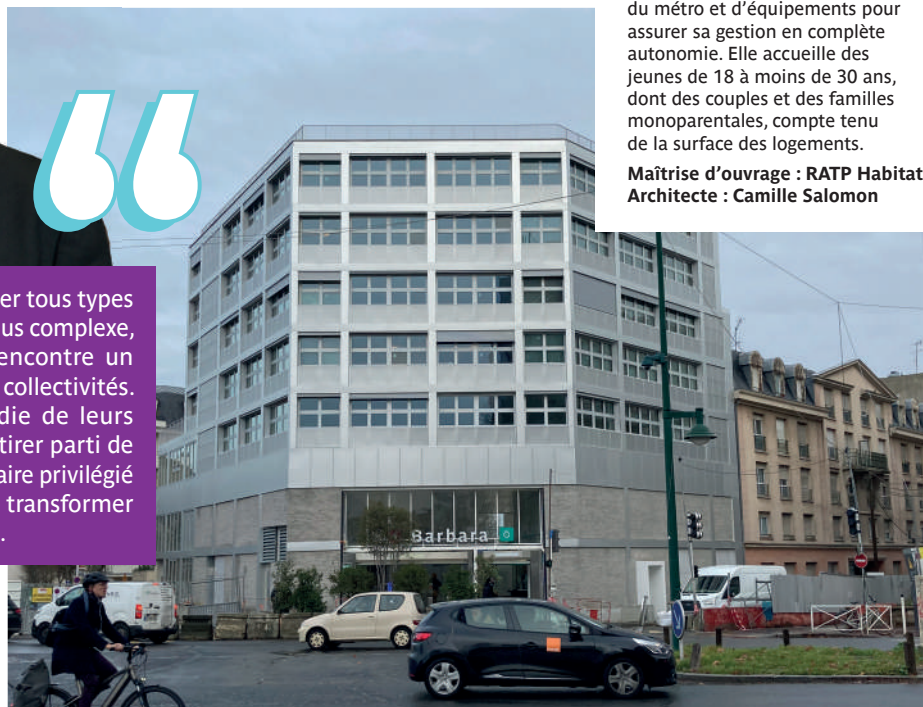 du métro et d’équipements pour
assurer sa gestion en complète
autonomie. Elle accueille des
jeunes de 18 à moins de 30 ans,
dont des couples et des familles
monoparentales, compte tenu
de la surface des logements.
Maîtrise d’ouvrage : RATP Habitat
Architecte : Camille Salomon
er tous types
us complexe,
encontre un
collectivités.
die de leurs
tirer parti de
aire privilégié
transformer
.
Barbara